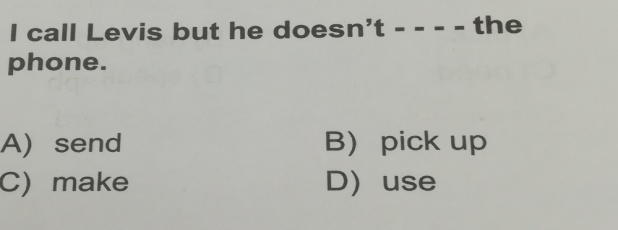 I call Levis but he doesn’t - - - - the
phone.
A) send
B) pick up
C) make
D) use